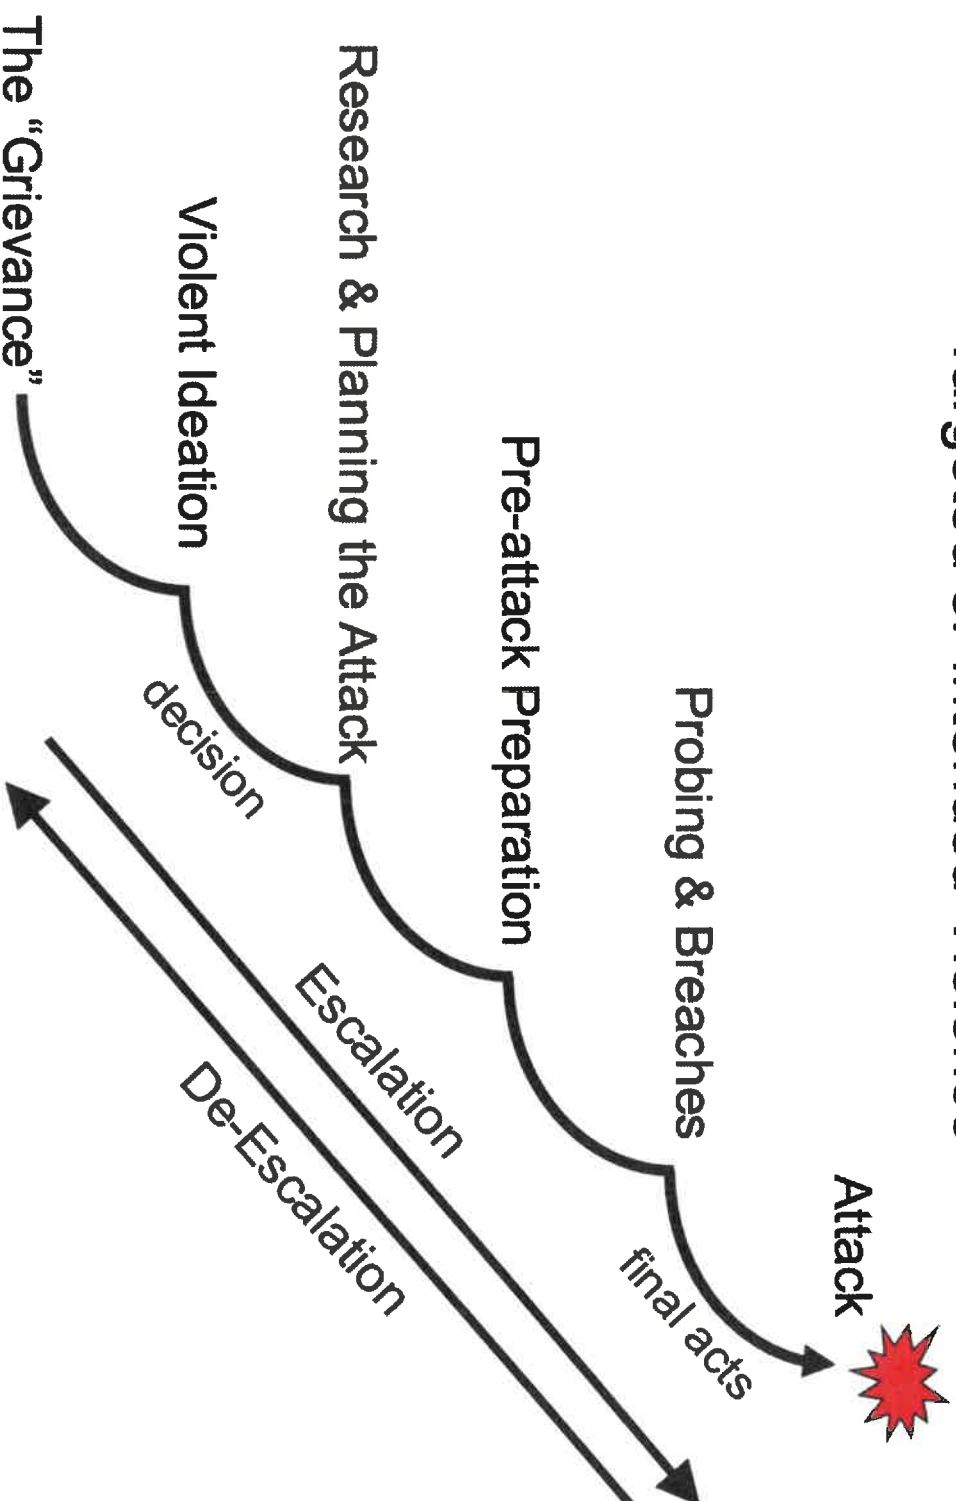 Attack
Probing & Breaches
final acts
Pre-attack Preparation
Research & Planning the Attack
Violent Ideation
decision
Escalation
De-Escalation
The “Grievance”